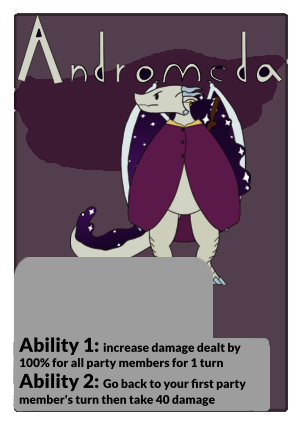 Andromeda
Ability 1: increase damage dealt by
100% for all party members for 1 turn
Ability 2: Go back to your first party
member's turn then take 40 damage